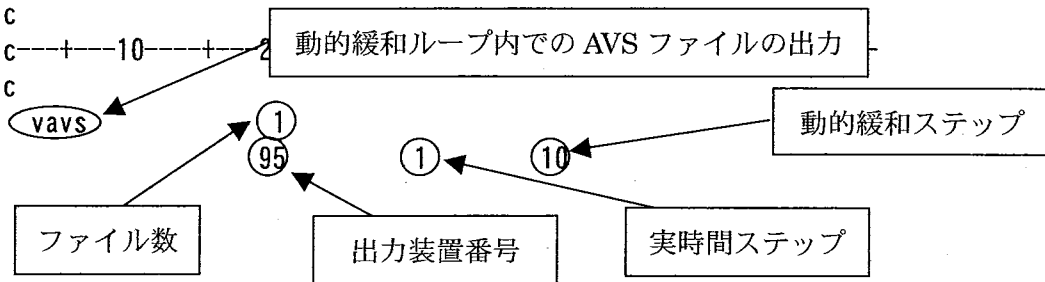 c
c---+---10----+---2
動的緩和ループ内での AVS ファイルの出力
c
vavs 1
動的緩和ステップ
95 1 10
ファイル数
出力装置番号
実時間ステップ